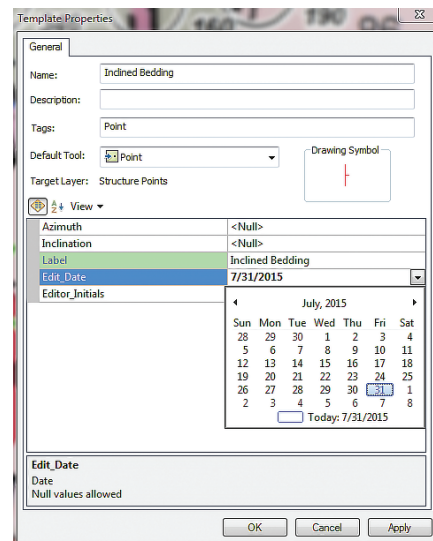 Template Properties
190
160
General
Name: Inclined Bedding
Description:
Tags: Point
Default Tool: Point
Drawing Symbol
Target Layer: Structure Points
View
Azimuth <Null>
Inclination <Null>
Label Inclined Bedding
Edit_Date 7/31/2015
Editor_Initials
July, 2015
Sun Mon Tue Wed Thu Fri Sat
28 29 30 1 2 3 4
5 6 7 8 9 10 11
12 13 14 15 16 17 18
19 20 21 22 23 24 25
26 27 28 29 30 31 1
2 3 4 5 6 7 8
Today: 7/31/2015
Edit_Date
Date
Null values allowed
OK Cancel Apply